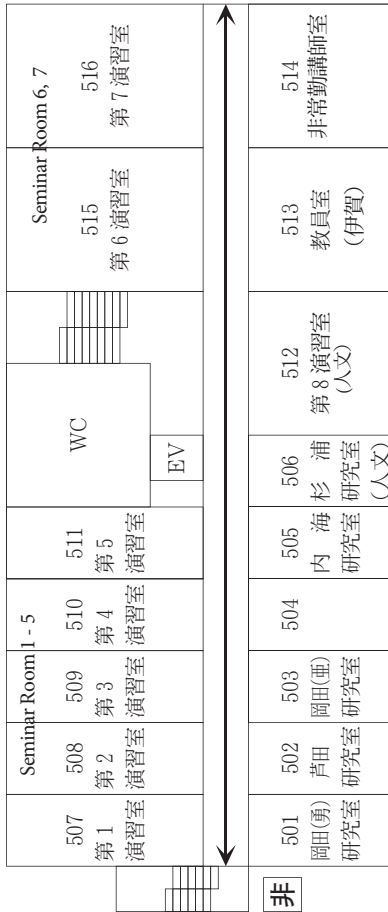 Seminar Room 1 - 5
Seminar Room 6, 7
507
第 1
演習室
508
第 2
演習室
509
第 3
演習室
510
第 4
演習室
511
第 5
演習室
WC
EV
515
第 6 演習室
516
第 7 演習室
非
501
岡田(勇)
研究室
502
芦田
研究室
503
岡田(亜)
研究室
504
505
内 海
研究室
506
杉 浦
研究室
(人文)
512
第 8 演習室
(人文)
513
教員室
(伊賀)
514
非常勤講師室